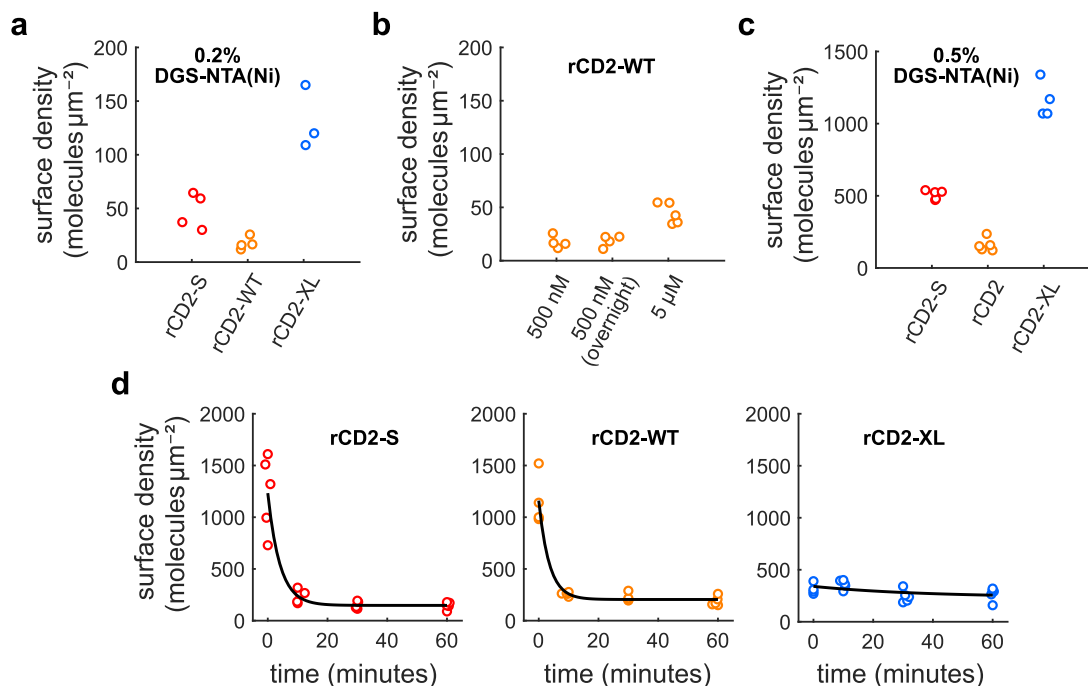 a
0.2%
DGS-NTA(Ni)
surface density
(molecules µm⁻²)
200
150
100
50
0
rCD2-S
rCD2-WT
rCD2-XL
b
rCD2-WT
surface density
(molecules µm⁻²)
200
150
100
50
0
500 nM
500 nM
(overnight)
5 µM
c
0.5%
DGS-NTA(Ni)
surface density
(molecules µm⁻²)
1500
1000
500
0
rCD2-S
rCD2
rCD2-XL
d
surface density
(molecules µm⁻²)
rCD2-S
2000
1500
1000
500
0
0 20 40 60
time (minutes)
rCD2-WT
2000
1500
1000
500
0
0 20 40 60
time (minutes)
rCD2-XL
2000
1500
1000
500
0
0 20 40 60
time (minutes)